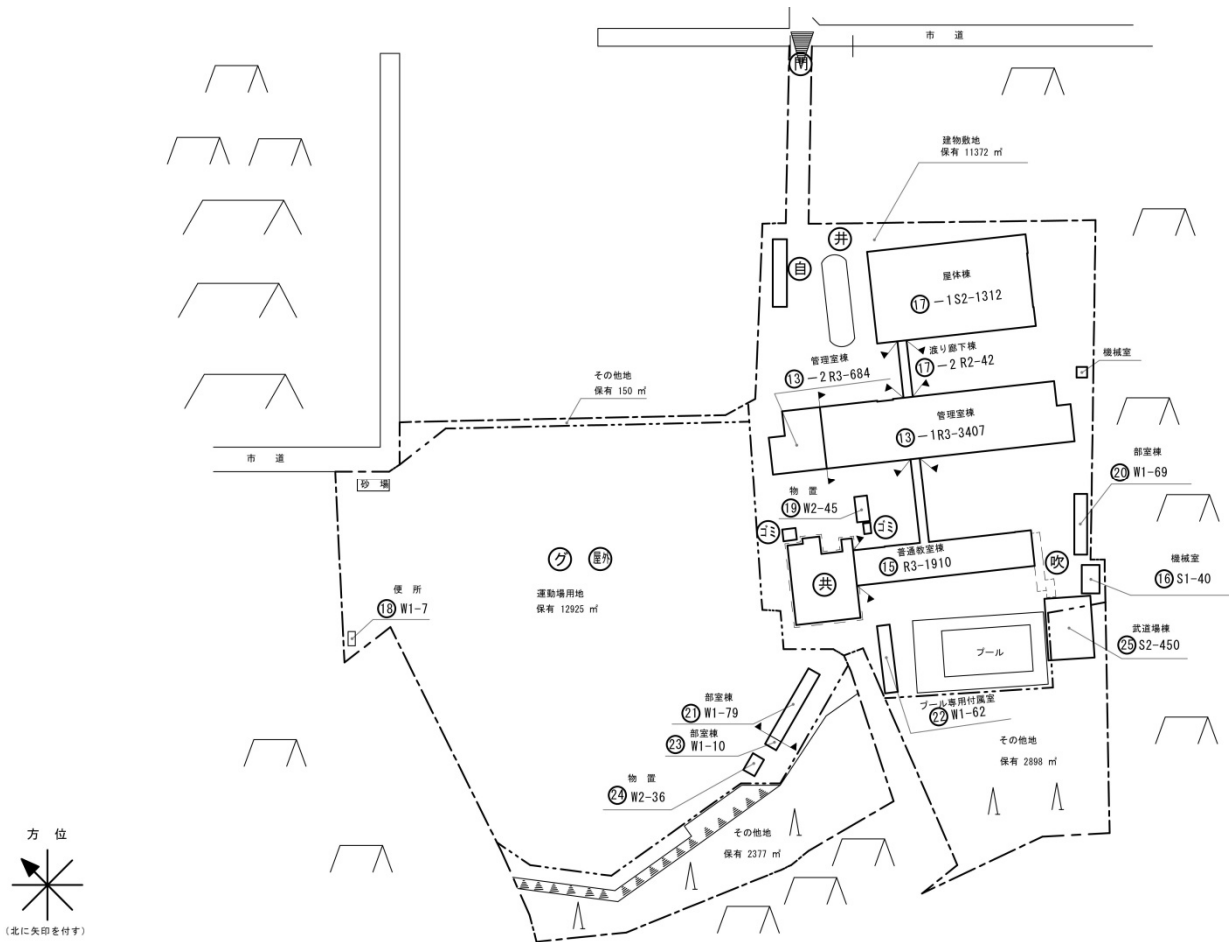 市 道
門
建物敷地
保有 11372 ㎡
井
自
屋体棟
⑰－1S2-1312
渡り廊下棟
⑰－2 R2-42
管理室棟
⑬－2 R3-684
機械室
管理室棟
⑬－1R3-3407
その他地
保有 150 ㎡
市 道
砂 場
部室棟
⑳ W1-69
物 置
⑲ W2-45
ゴミ
ゴミ
普通教室棟
⑮ R3-1910
共
吹
機械室
⑯ S1-40
グ
屋外
運動場用地
保有 12925 ㎡
便 所
⑱ W1-7
武道場棟
㉕ S2-450
プール
プール専用付属室
㉒ W1-62
部室棟
㉑ W1-79
部室棟
㉓ W1-10
物 置
㉔ W2-36
その他地
保有 2898 ㎡
その他地
保有 2377 ㎡
方 位
(北に矢印を付す)